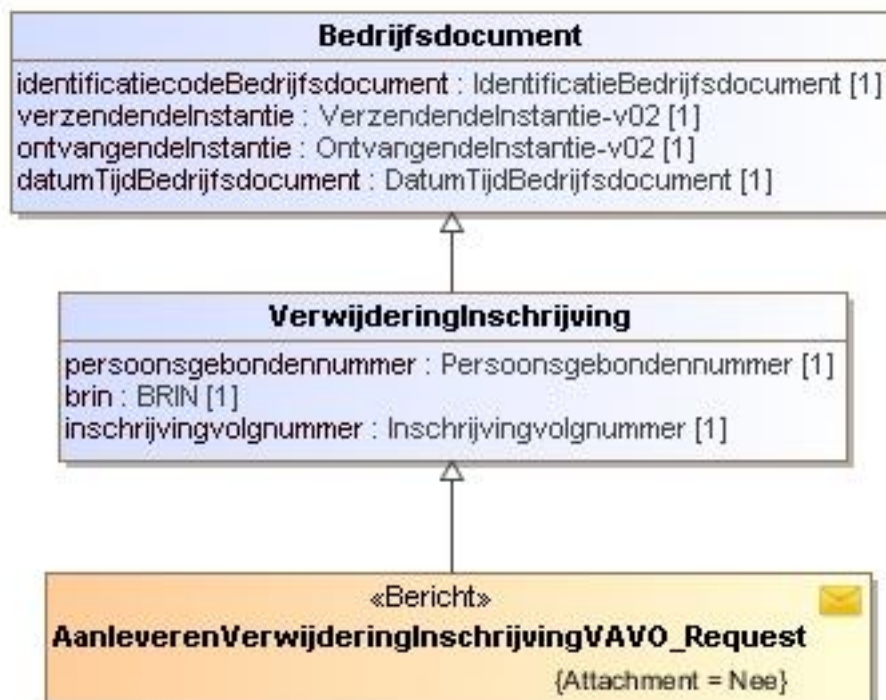 Bedrijfsdocument
identificatiecodeBedrijfsdocument : IdentificatieBedrijfsdocument [1]
verzendendeInstantie : VerzendendeInstantie-v02 [1]
ontvangendeInstantie : OntvangendeInstantie-v02 [1]
datumTijdBedrijfsdocument : DatumTijdBedrijfsdocument [1]
VerwijderingInschrijving
persoonsgebondennummer : Persoonsgebondennummer [1]
brin : BRIN [1]
inschrijvingvolgnummer : Inschrijvingvolgnummer [1]
«Bericht»
AanleverenVerwijderingInschrijvingVAVO_Request
{Attachment = Nee}